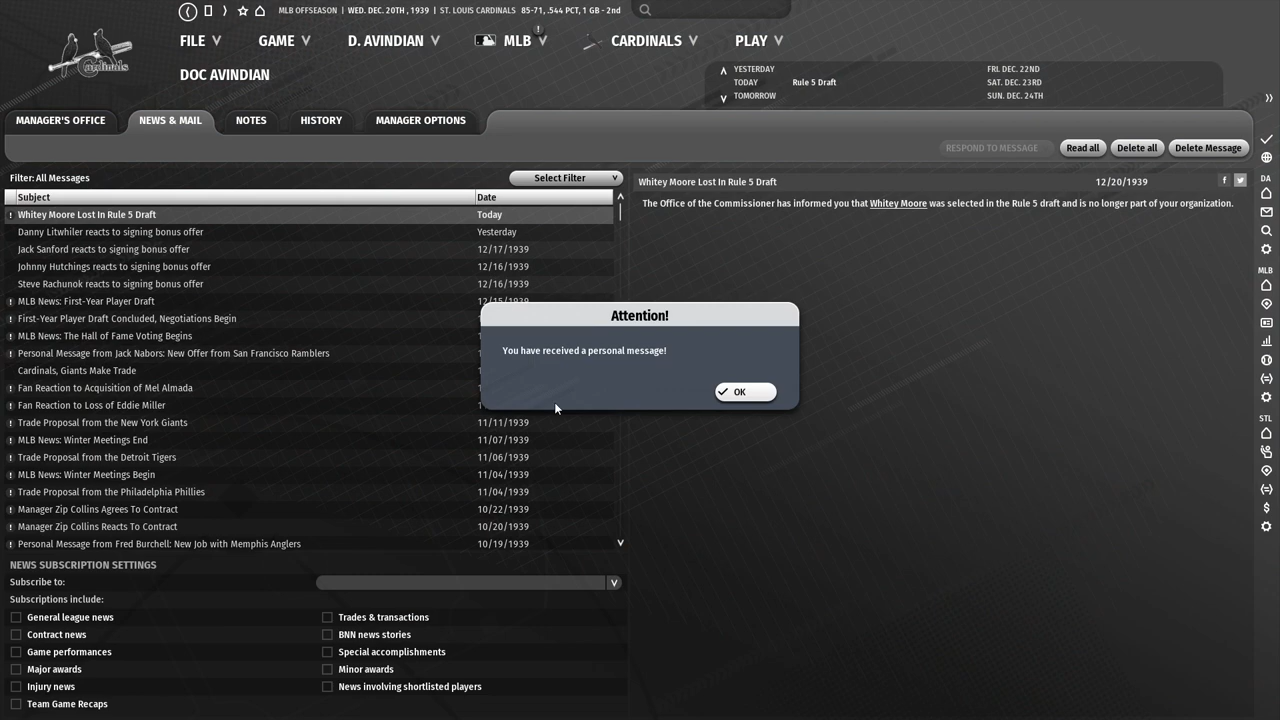 MLB OFFSEASON | WED. DEC. 20TH , 1939 | ST. LOUIS CARDINALS 85-71, .544 PCT, 1 GB - 2nd
FILE GAME D. AVINDIAN MLB CARDINALS PLAY
Cardinals
DOC AVINDIAN
YESTERDAY FRI. DEC. 22ND
TODAY Rule 5 Draft SAT. DEC. 23RD
TOMORROW SUN. DEC. 24TH
MANAGER'S OFFICE NEWS & MAIL NOTES HISTORY MANAGER OPTIONS
RESPOND TO MESSAGE Read all Delete all Delete Message
Filter: All Messages Select Filter
Subject Date
Whitey Moore Lost In Rule 5 Draft Today
Danny Litwhiler reacts to signing bonus offer Yesterday
Jack Sanford reacts to signing bonus offer 12/17/1939
Johnny Hutchings reacts to signing bonus offer 12/16/1939
Steve Rachunok reacts to signing bonus offer 12/16/1939
MLB News: First-Year Player Draft 12/15/1939
First-Year Player Draft Concluded, Negotiations Begin
MLB News: The Hall of Fame Voting Begins
Personal Message from Jack Nabors: New Offer from San Francisco Ramblers
Cardinals, Giants Make Trade
Fan Reaction to Acquisition of Mel Almada
Fan Reaction to Loss of Eddie Miller
Trade Proposal from the New York Giants 11/11/1939
MLB News: Winter Meetings End 11/07/1939
Trade Proposal from the Detroit Tigers 11/06/1939
MLB News: Winter Meetings Begin 11/04/1939
Trade Proposal from the Philadelphia Phillies 11/04/1939
Manager Zip Collins Agrees To Contract 10/22/1939
Manager Zip Collins Reacts To Contract 10/20/1939
Personal Message from Fred Burchell: New Job with Memphis Anglers 10/19/1939
NEWS SUBSCRIPTION SETTINGS
Subscribe to:
Subscriptions include:
General league news Trades & transactions
Contract news BNN news stories
Game performances Special accomplishments
Major awards Minor awards
Injury news News involving shortlisted players
Team Game Recaps
Whitey Moore Lost In Rule 5 Draft 12/20/1939
The Office of the Commissioner has informed you that Whitey Moore was selected in the Rule 5 draft and is no longer part of your organization.
Attention!
You have received a personal message!
OK
DA
MLB
STL